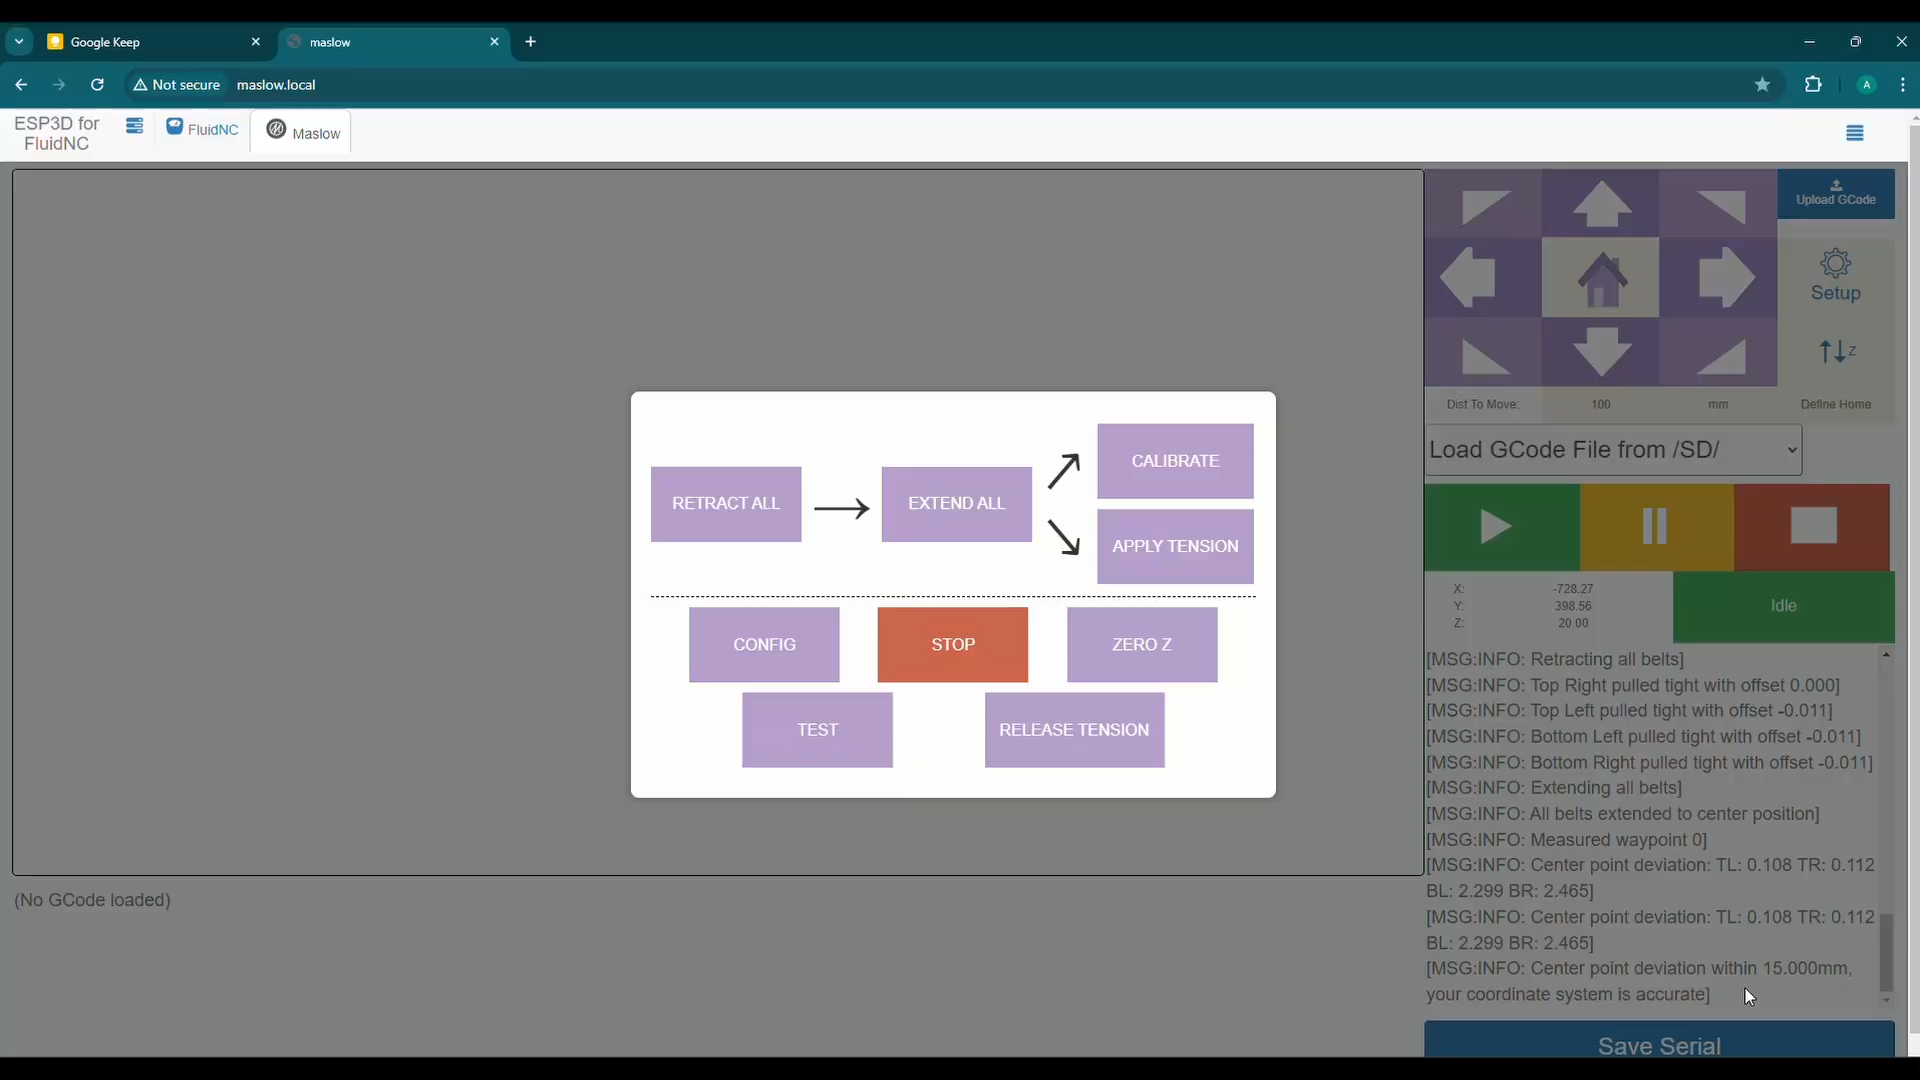 Google Keep
maslow
Not secure
maslow.local
A
ESP3D for
FluidNC
FluidNC
Maslow
Upload GCode
Setup
Z
Dist To Move:
100
mm
Define Home
Load GCode File from /SD/
RETRACT ALL
EXTEND ALL
CALIBRATE
APPLY TENSION
CONFIG
STOP
ZERO Z
TEST
RELEASE TENSION
X: -728.27
Y: 398.56
Z: 20.00
Idle
[MSG:INFO: Retracting all belts]
[MSG:INFO: Top Right pulled tight with offset 0.000]
[MSG:INFO: Top Left pulled tight with offset -0.011]
[MSG:INFO: Bottom Left pulled tight with offset -0.011]
[MSG:INFO: Bottom Right pulled tight with offset -0.011]
[MSG:INFO: Extending all belts]
[MSG:INFO: All belts extended to center position]
[MSG:INFO: Measured waypoint 0]
[MSG:INFO: Center point deviation: TL: 0.108 TR: 0.112
BL: 2.299 BR: 2.465]
[MSG:INFO: Center point deviation: TL: 0.108 TR: 0.112
BL: 2.299 BR: 2.465]
[MSG:INFO: Center point deviation within 15.000mm,
your coordinate system is accurate]
(No GCode loaded)
Save Serial